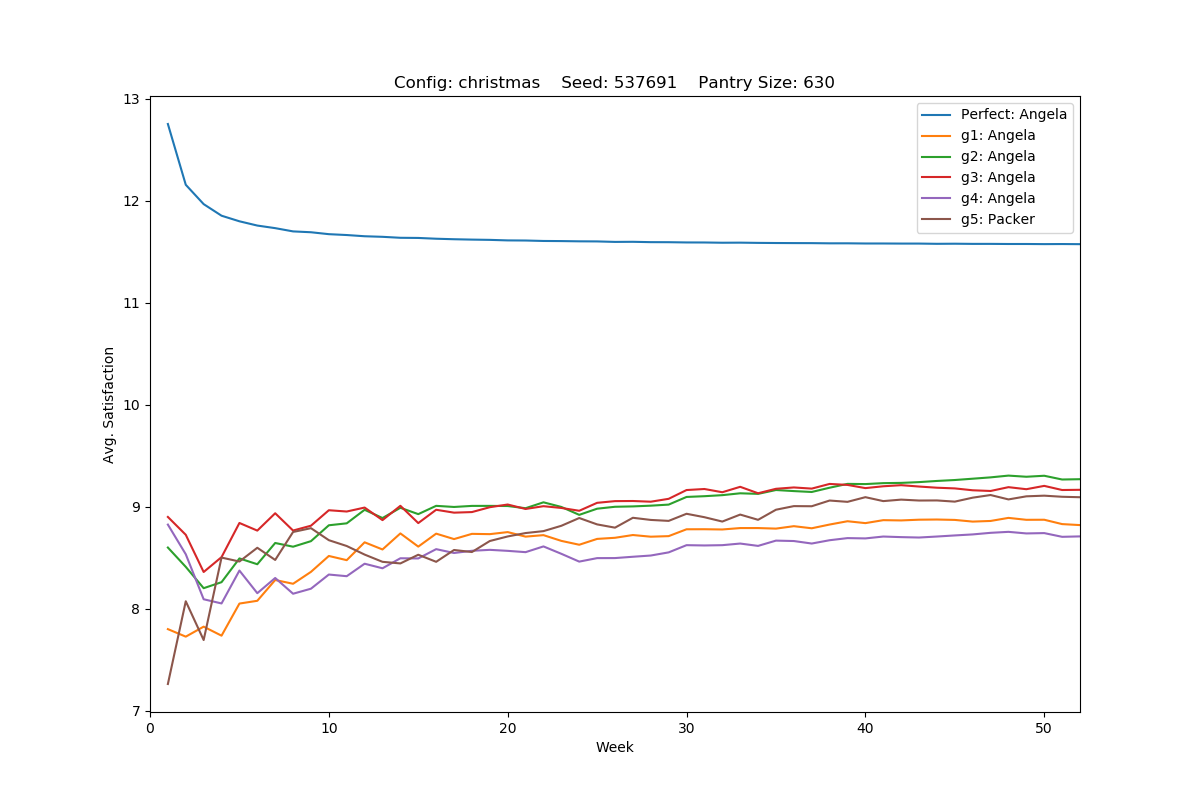 Config: christmas    Seed: 537691    Pantry Size: 630
13
12
11
10
9
8
7
Avg. Satisfaction
Perfect: Angela
g1: Angela
g2: Angela
g3: Angela
g4: Angela
g5: Packer
0 10 20 30 40 50
Week